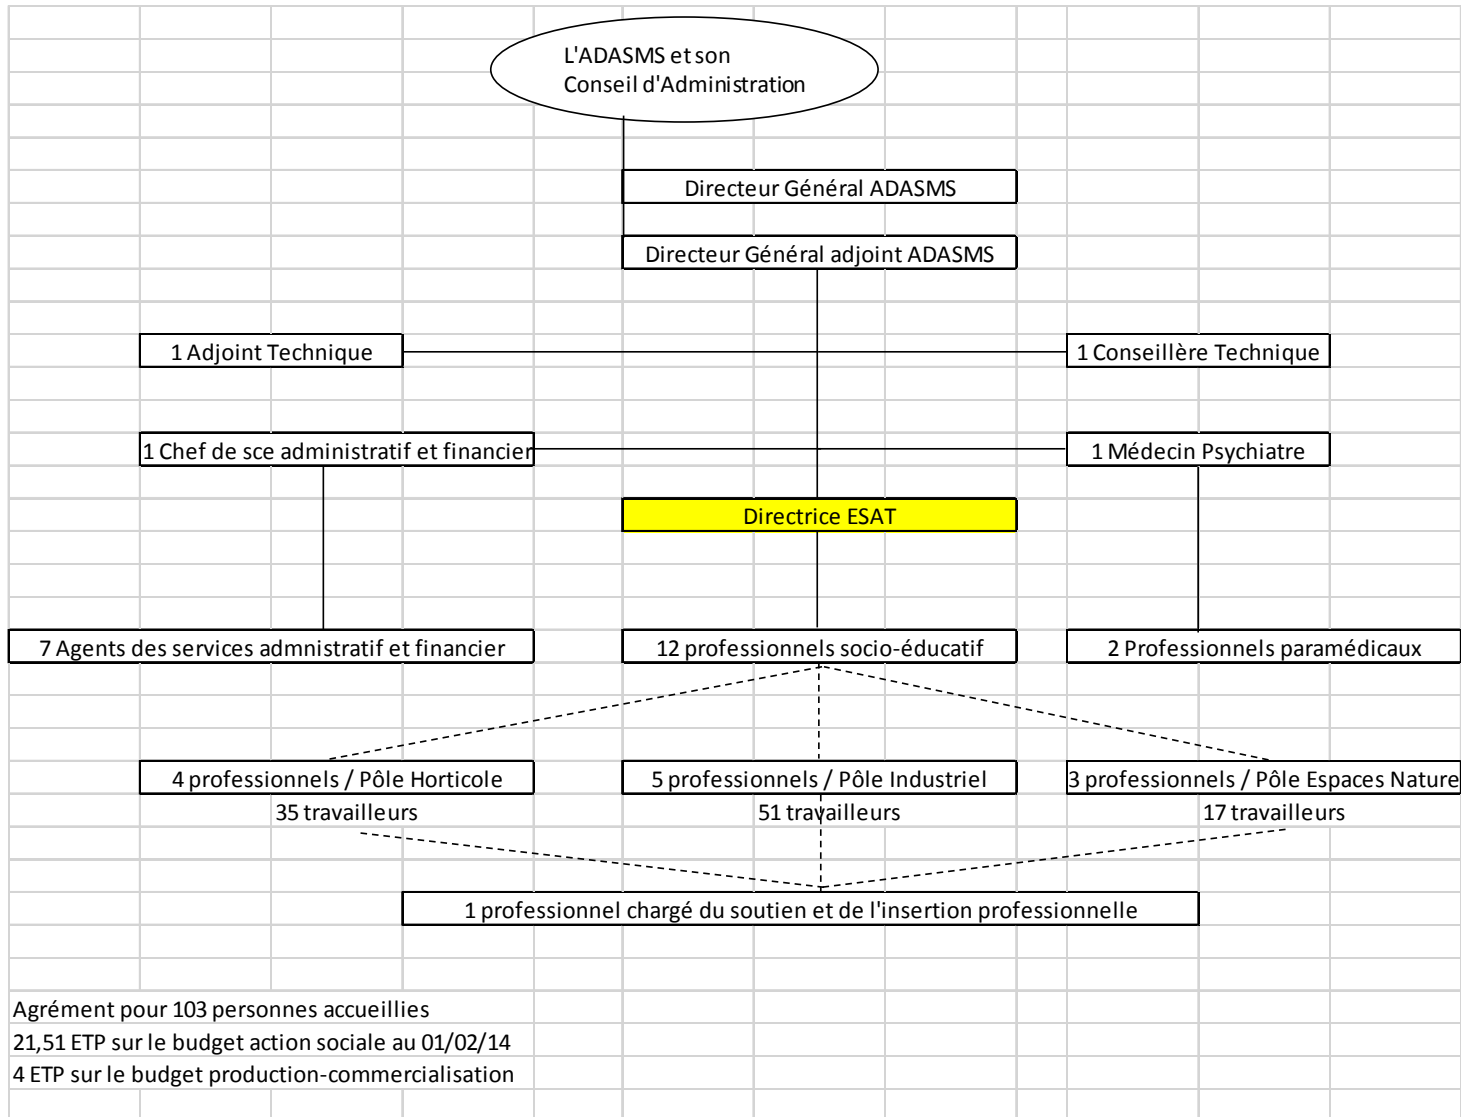 L'ADASMS et son
Conseil d'Administration
Directeur Général ADASMS
Directeur Général adjoint ADASMS
1 Adjoint Technique
1 Conseillère Technique
1 Chef de sce administratif et financier
1 Médecin Psychiatre
Directrice ESAT
7 Agents des services admnistratif et financier
12 professionnels socio-éducatif
2 Professionnels paramédicaux
4 professionnels / Pôle Horticole
5 professionnels / Pôle Industriel
3 professionnels / Pôle Espaces Nature
35 travailleurs
51 travailleurs
17 travailleurs
1 professionnel chargé du soutien et de l'insertion professionnelle
Agrément pour 103 personnes accueillies
21,51 ETP sur le budget action sociale au 01/02/14
4 ETP sur le budget production-commercialisation